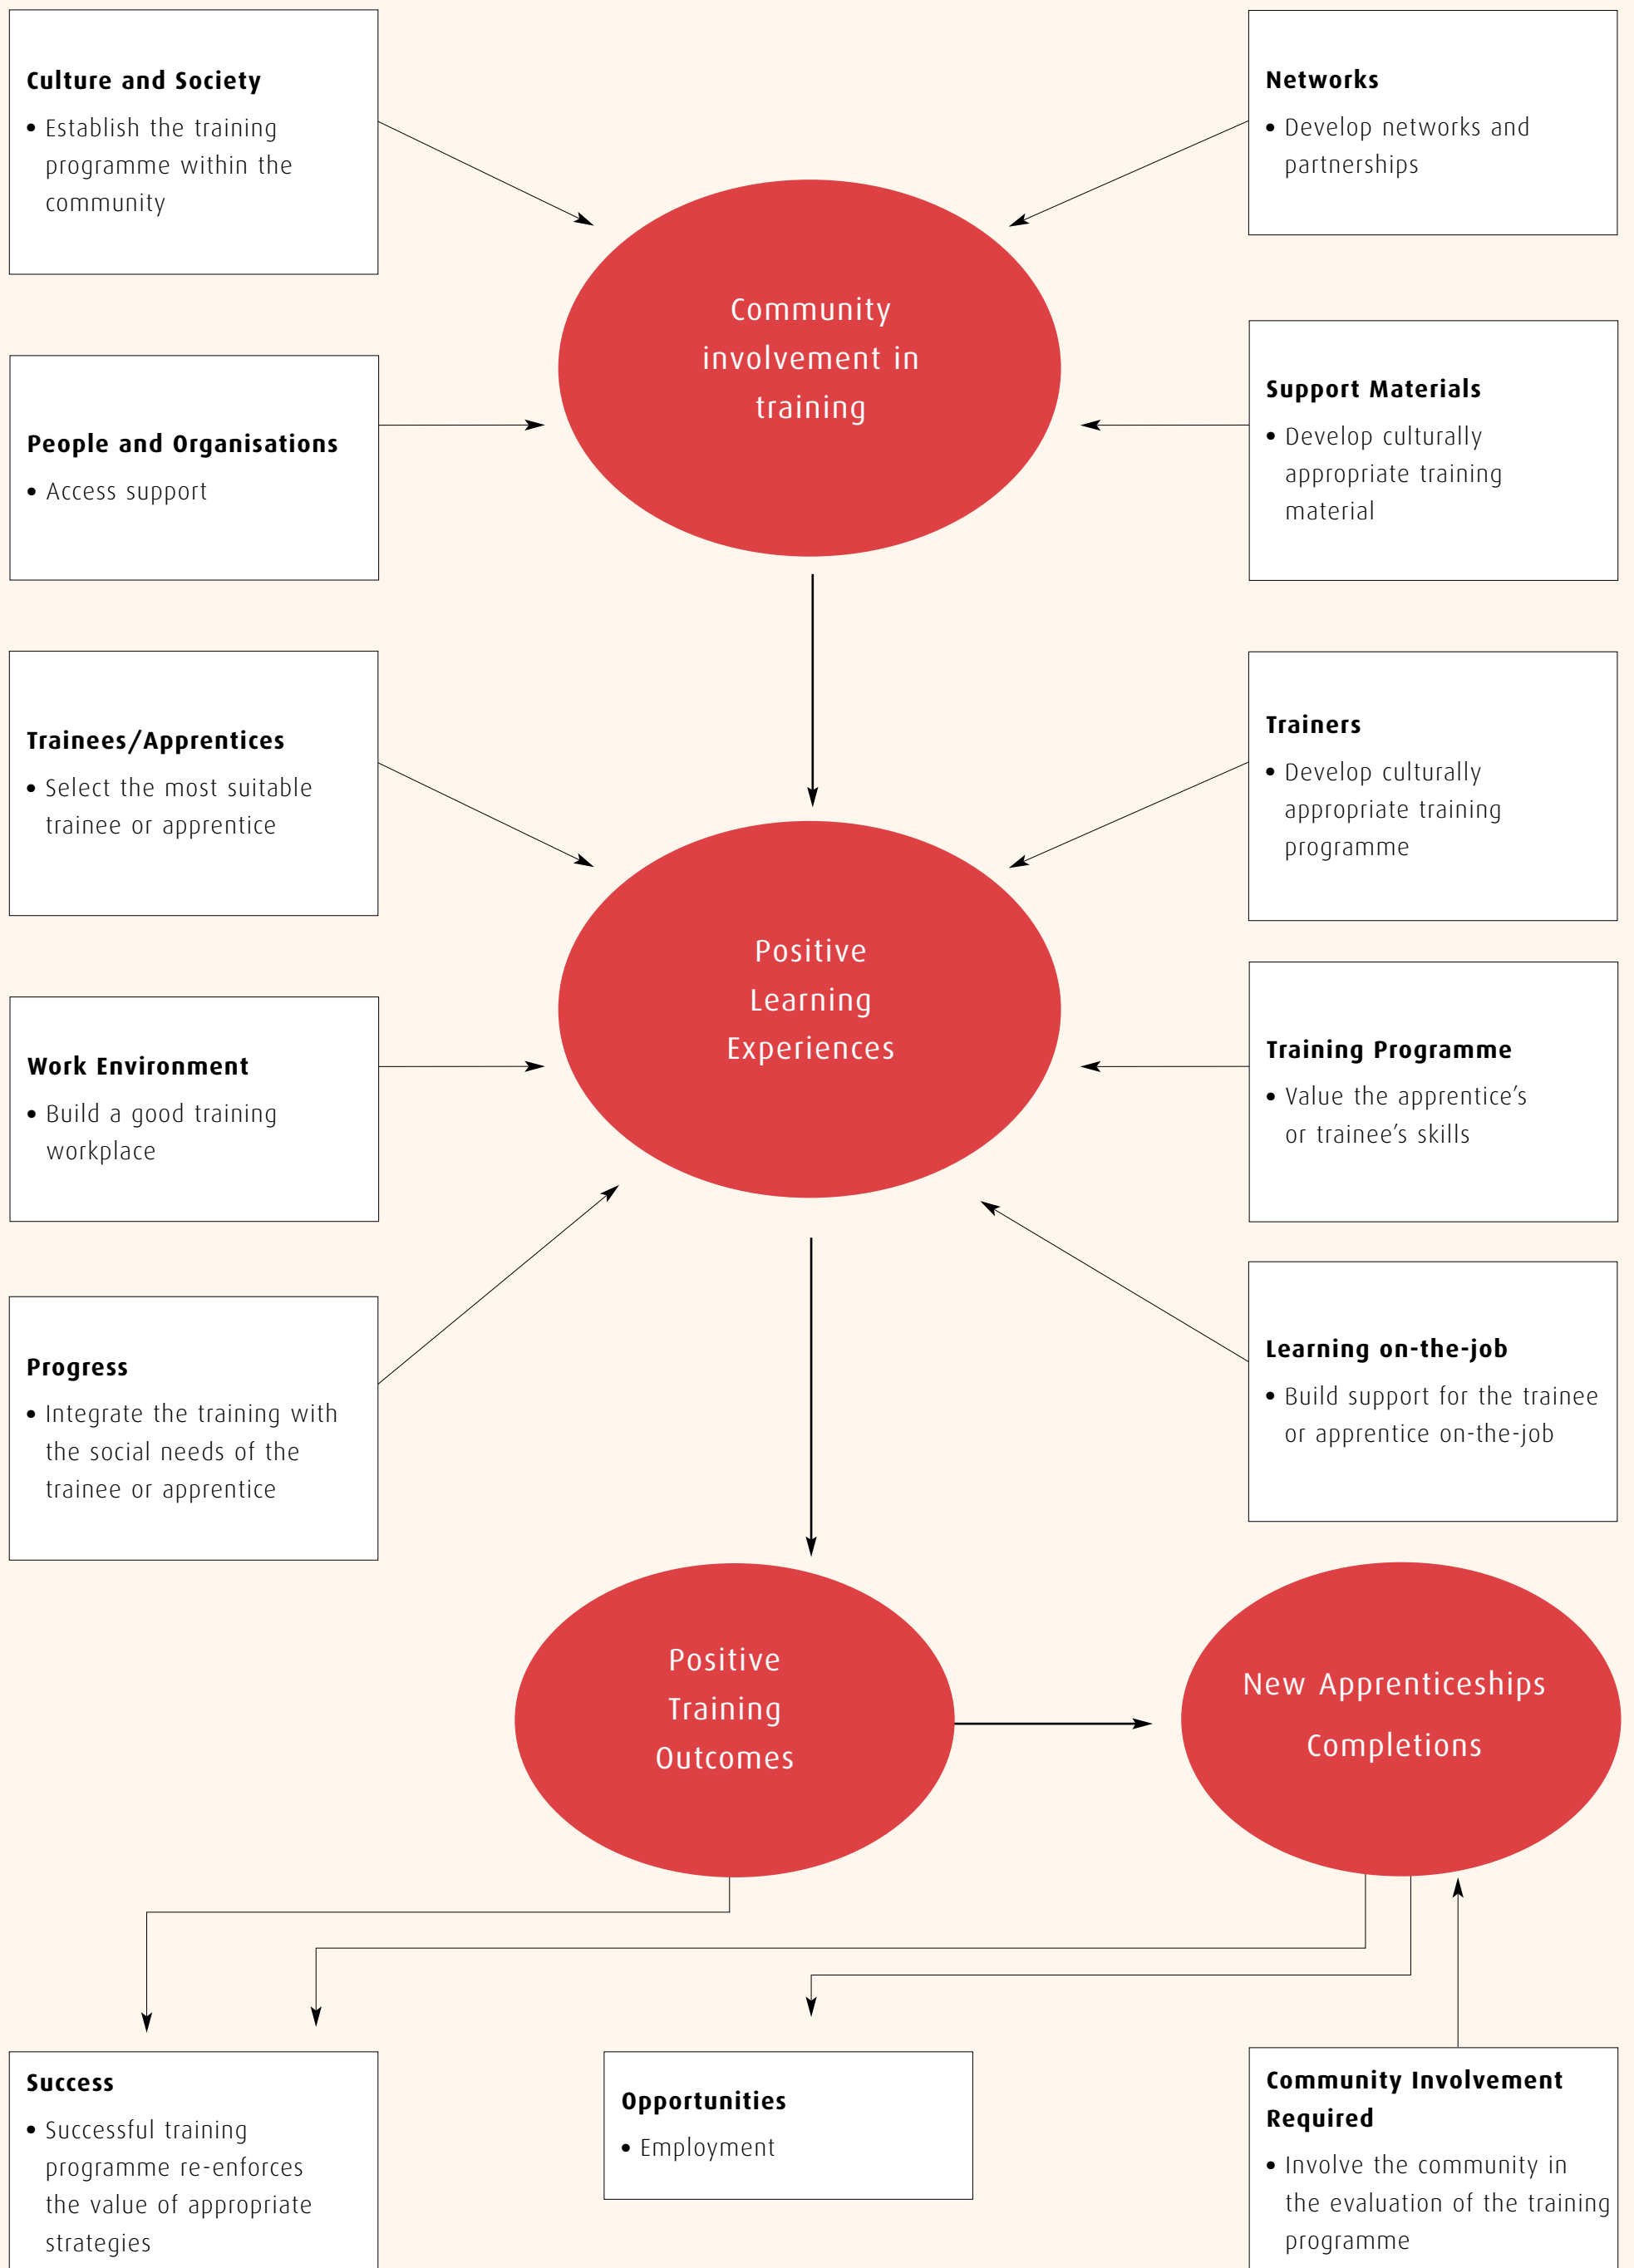 Culture and Society
• Establish the training
programme within the
community
Networks
• Develop networks and
partnerships
Community
involvement in
training
People and Organisations
• Access support
Support Materials
• Develop culturally
appropriate training
material
Trainees/Apprentices
• Select the most suitable
trainee or apprentice
Trainers
• Develop culturally
appropriate training
programme
Positive
Learning
Experiences
Work Environment
• Build a good training
workplace
Training Programme
• Value the apprentice's
or trainee's skills
Progress
• Integrate the training with
the social needs of the
trainee or apprentice
Learning on-the-job
• Build support for the trainee
or apprentice on-the-job
Positive
Training
Outcomes
New Apprenticeships
Completions
Success
• Successful training
programme re-enforces
the value of appropriate
strategies
Opportunities
• Employment
Community Involvement
Required
• Involve the community in
the evaluation of the training
programme